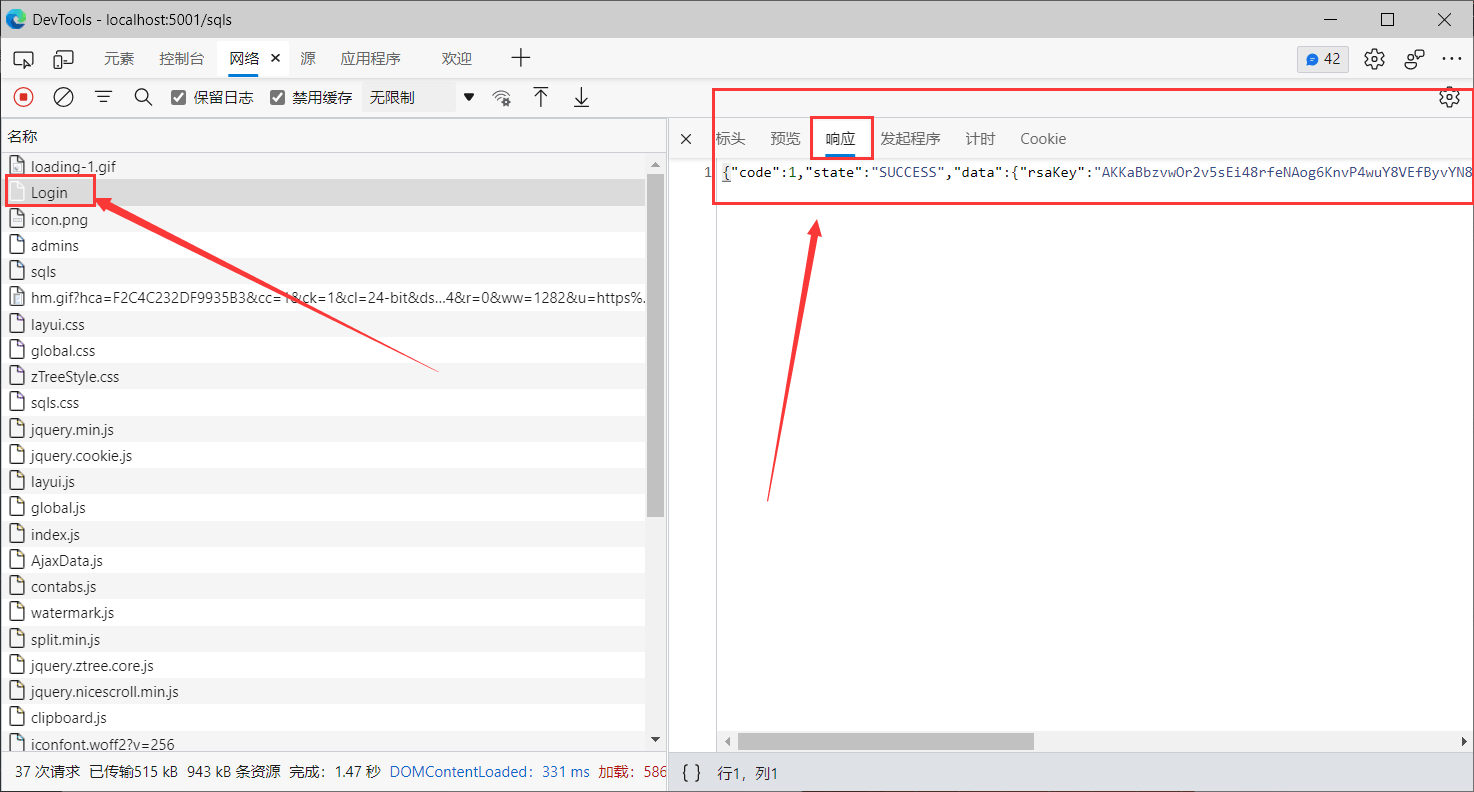 DevTools - localhost:5001/sqls
元素 控制台 网络 源 应用程序 欢迎 42
保留日志 禁用缓存 无限制
名称
标头 预览 响应 发起程序 计时 Cookie
1 {"code":1,"state":"SUCCESS","data":{"rsaKey":"AKKaBbzvwOr2v5sEi48rfeNAog6KnvP4wuY8VEfByvYN8
loading-1.gif
Login
icon.png
admins
sqls
hm.gif?hca=F2C4C232DF9935B3&cc=1&ck=1&cl=24-bit&ds...4&r=0&ww=1282&u=https%.
layui.css
global.css
zTreeStyle.css
sqls.css
jquery.min.js
jquery.cookie.js
layui.js
global.js
index.js
AjaxData.js
contabs.js
watermark.js
split.min.js
jquery.ztree.core.js
jquery.nicescroll.min.js
clipboard.js
iconfont.woff2?v=256
37 次请求 已传输515 kB 943 kB 条资源 完成：1.47 秒 DOMContentLoaded：331 ms 加载：586
{ } 行1，列1